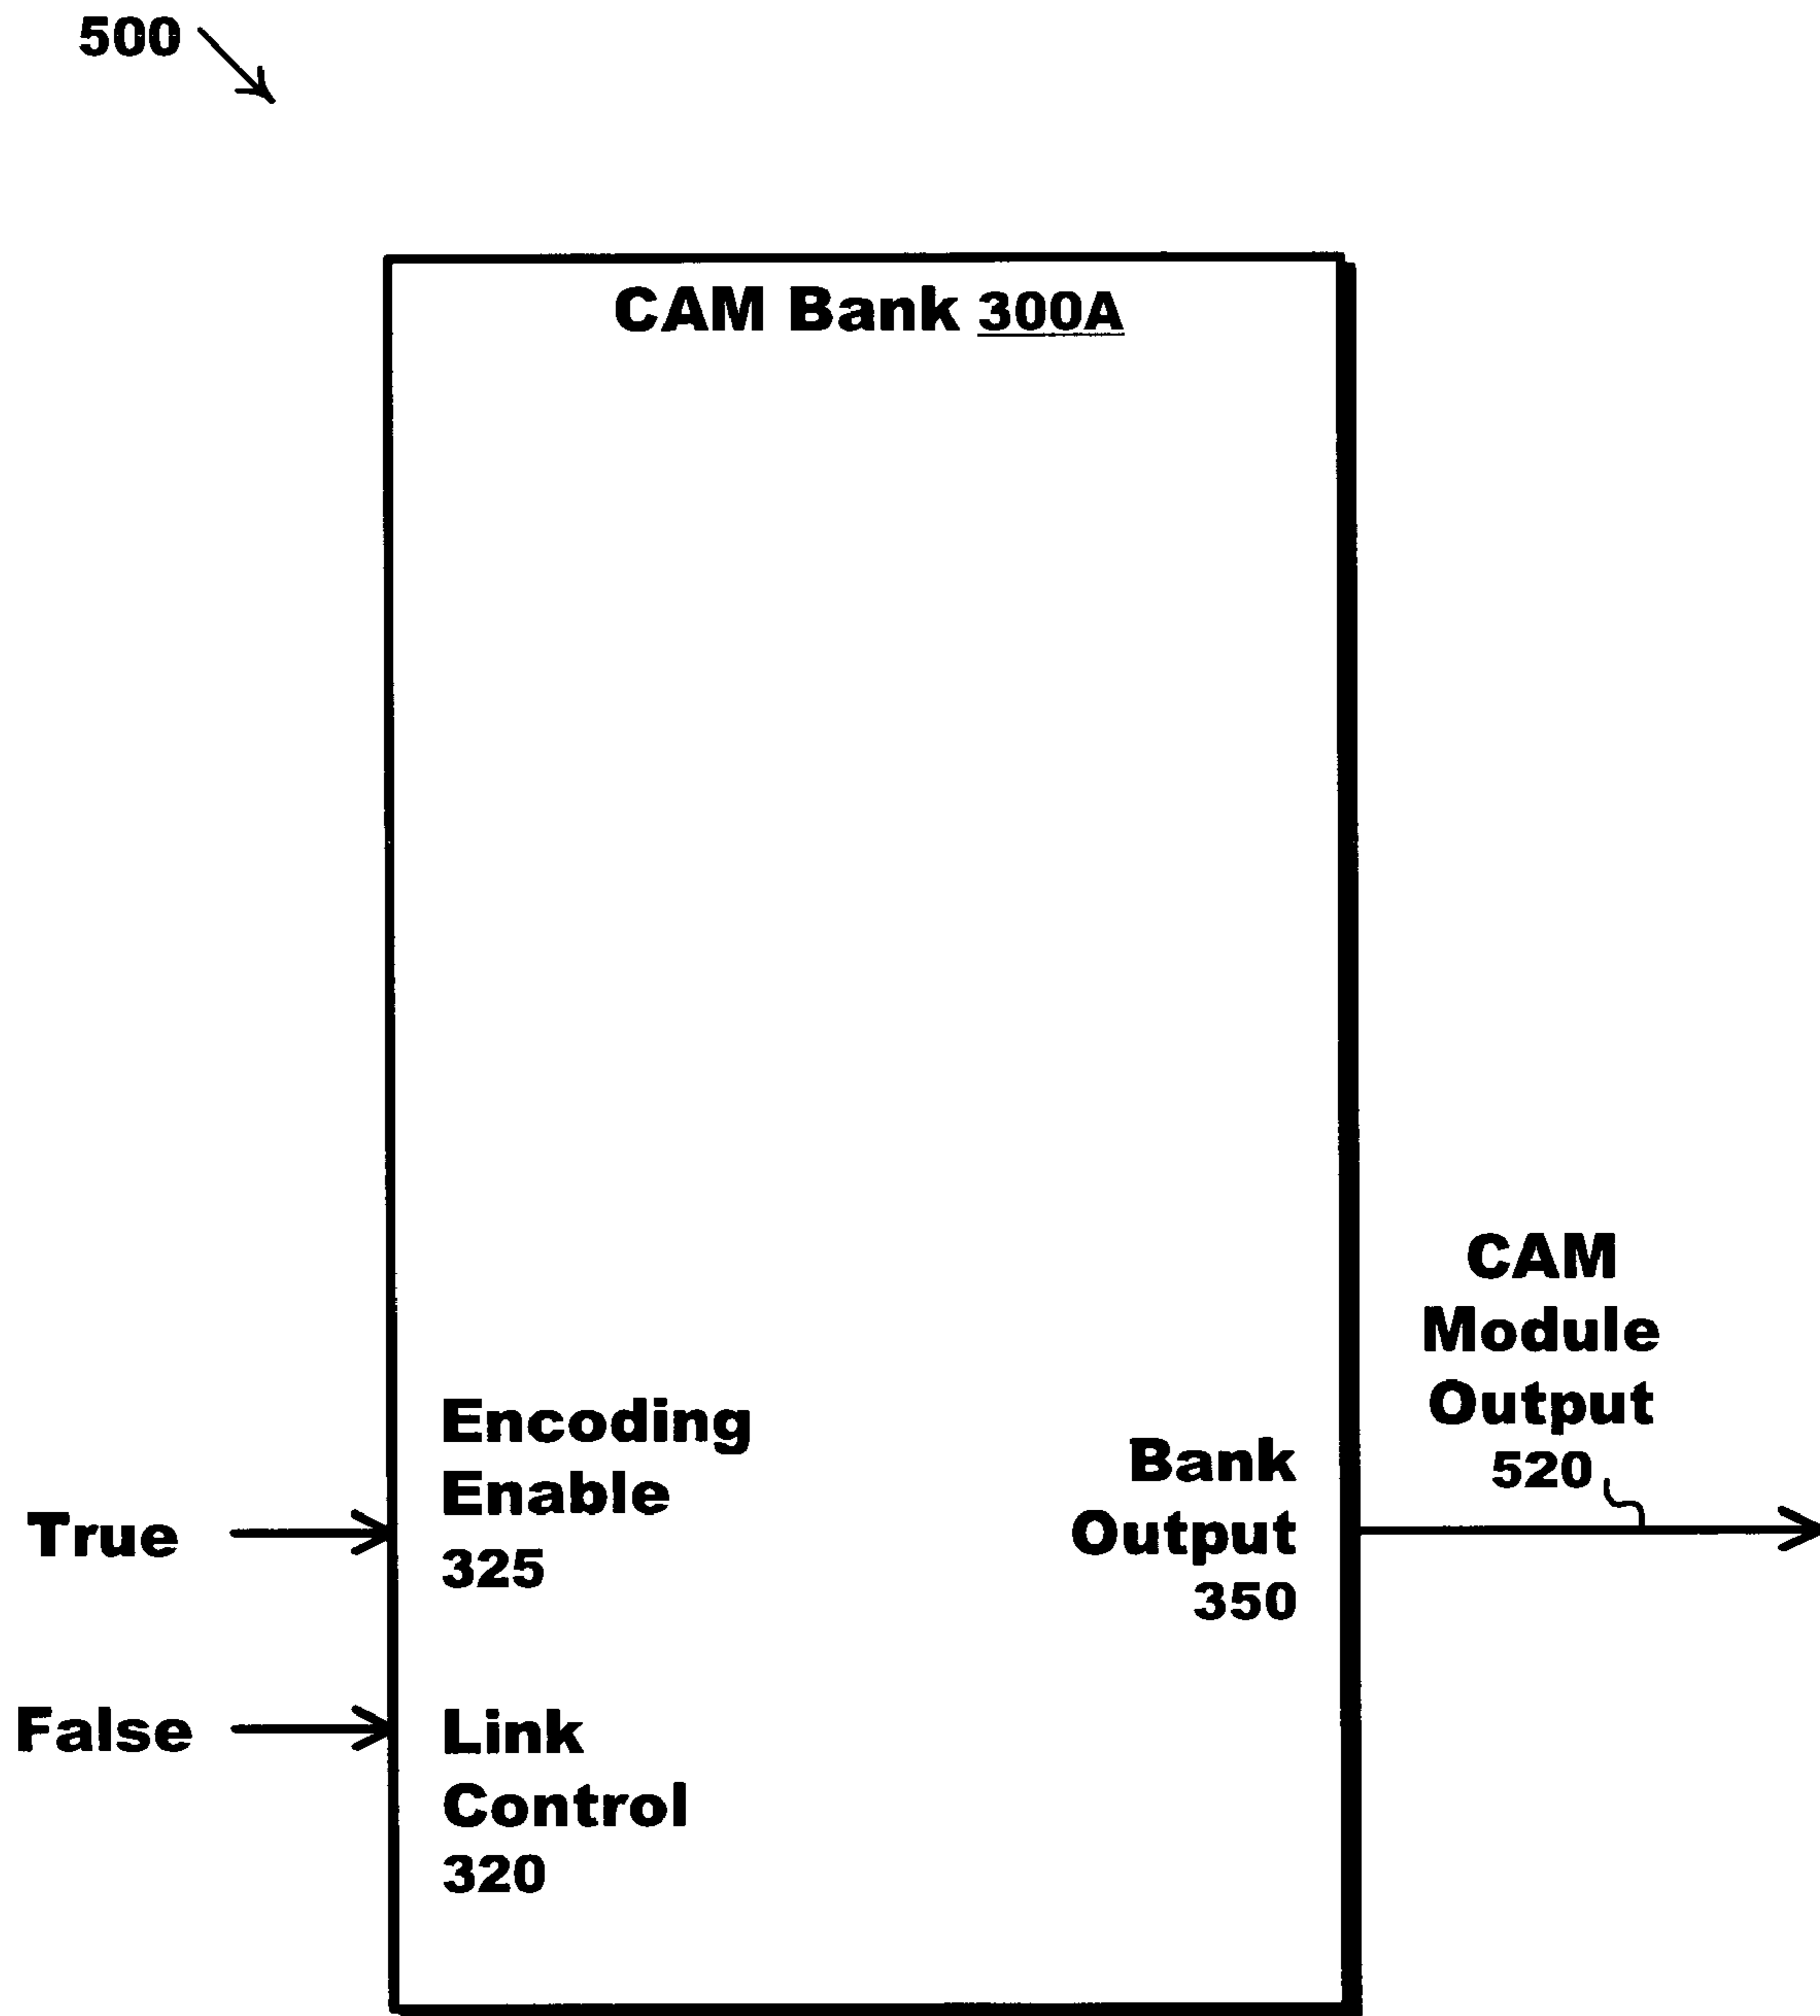 500
CAM Bank 300A
CAM
Module
Output
520
Encoding
Enable
325
Bank
Output
350
True
False
Link
Control
320